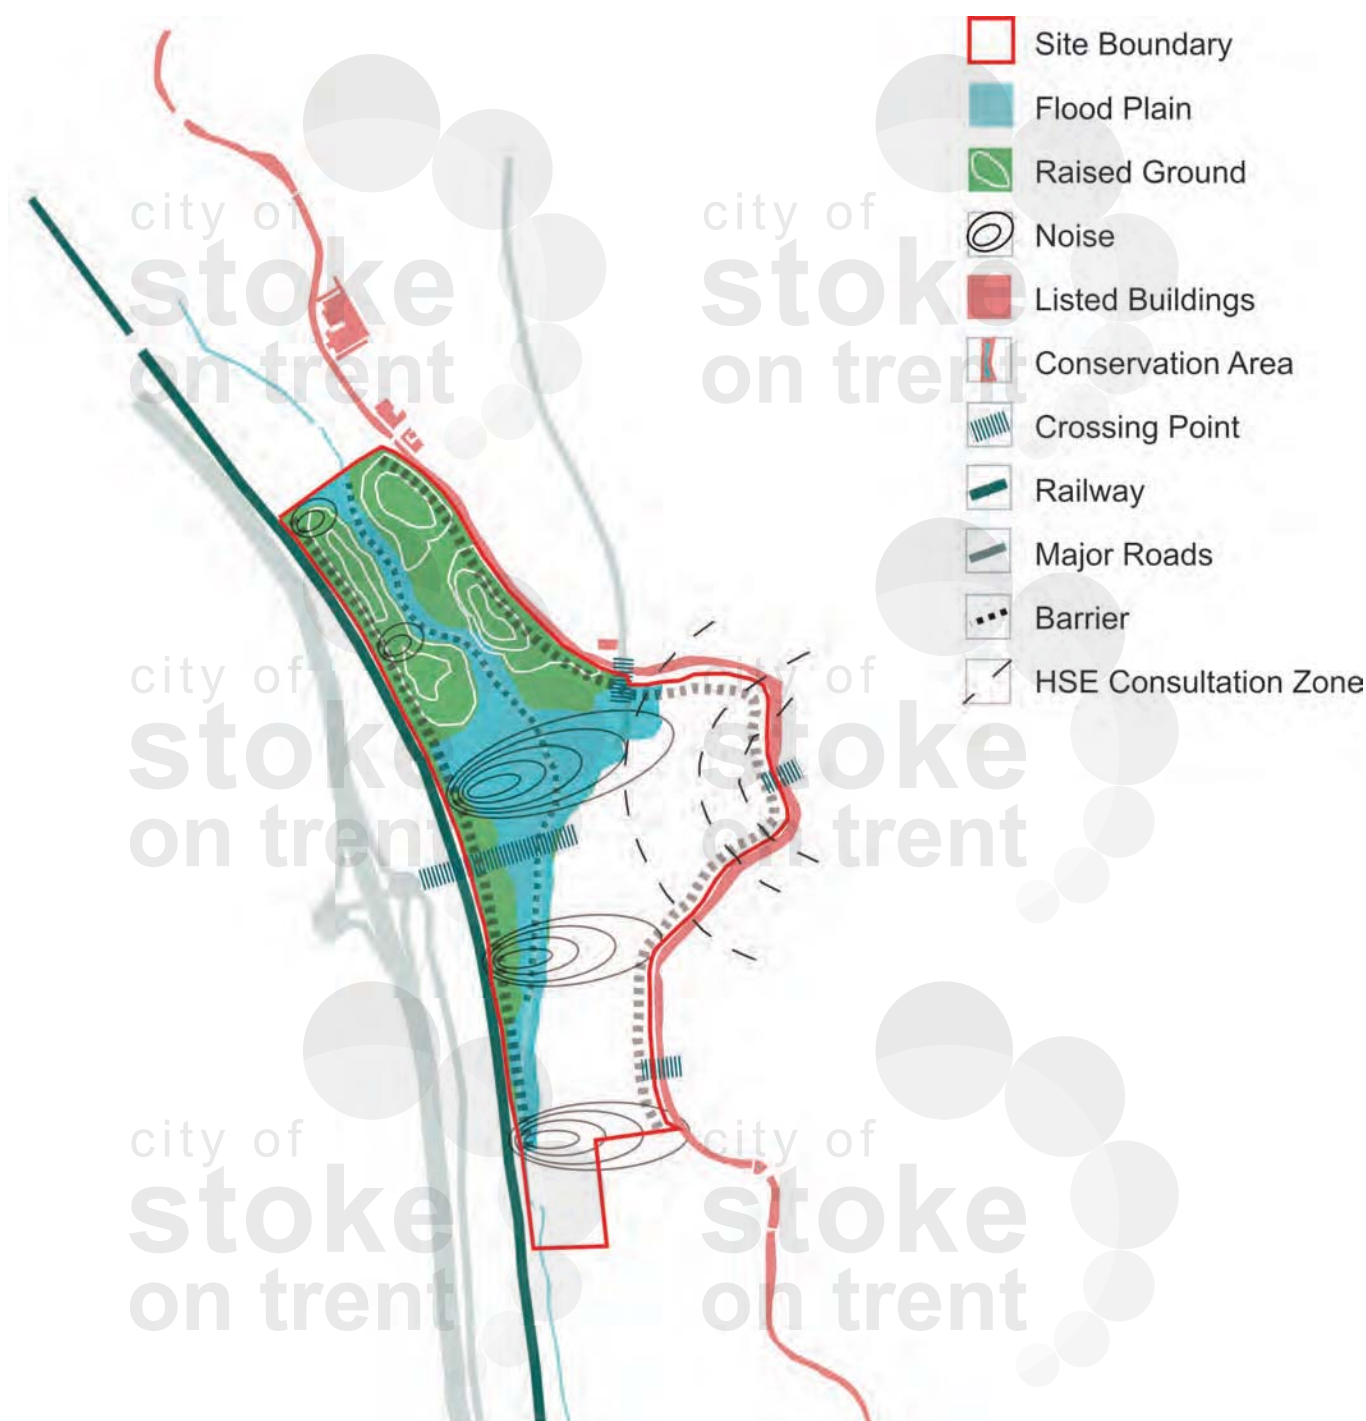 Site Boundary
Flood Plain
Raised Ground
Noise
Listed Buildings
Conservation Area
Crossing Point
Railway
Major Roads
Barrier
HSE Consultation Zone
city of
stoke
on trent
city of
stoke
on trent
city of
stoke
on trent
city of
stoke
on trent
city of
stoke
on trent
city of
stoke
on trent